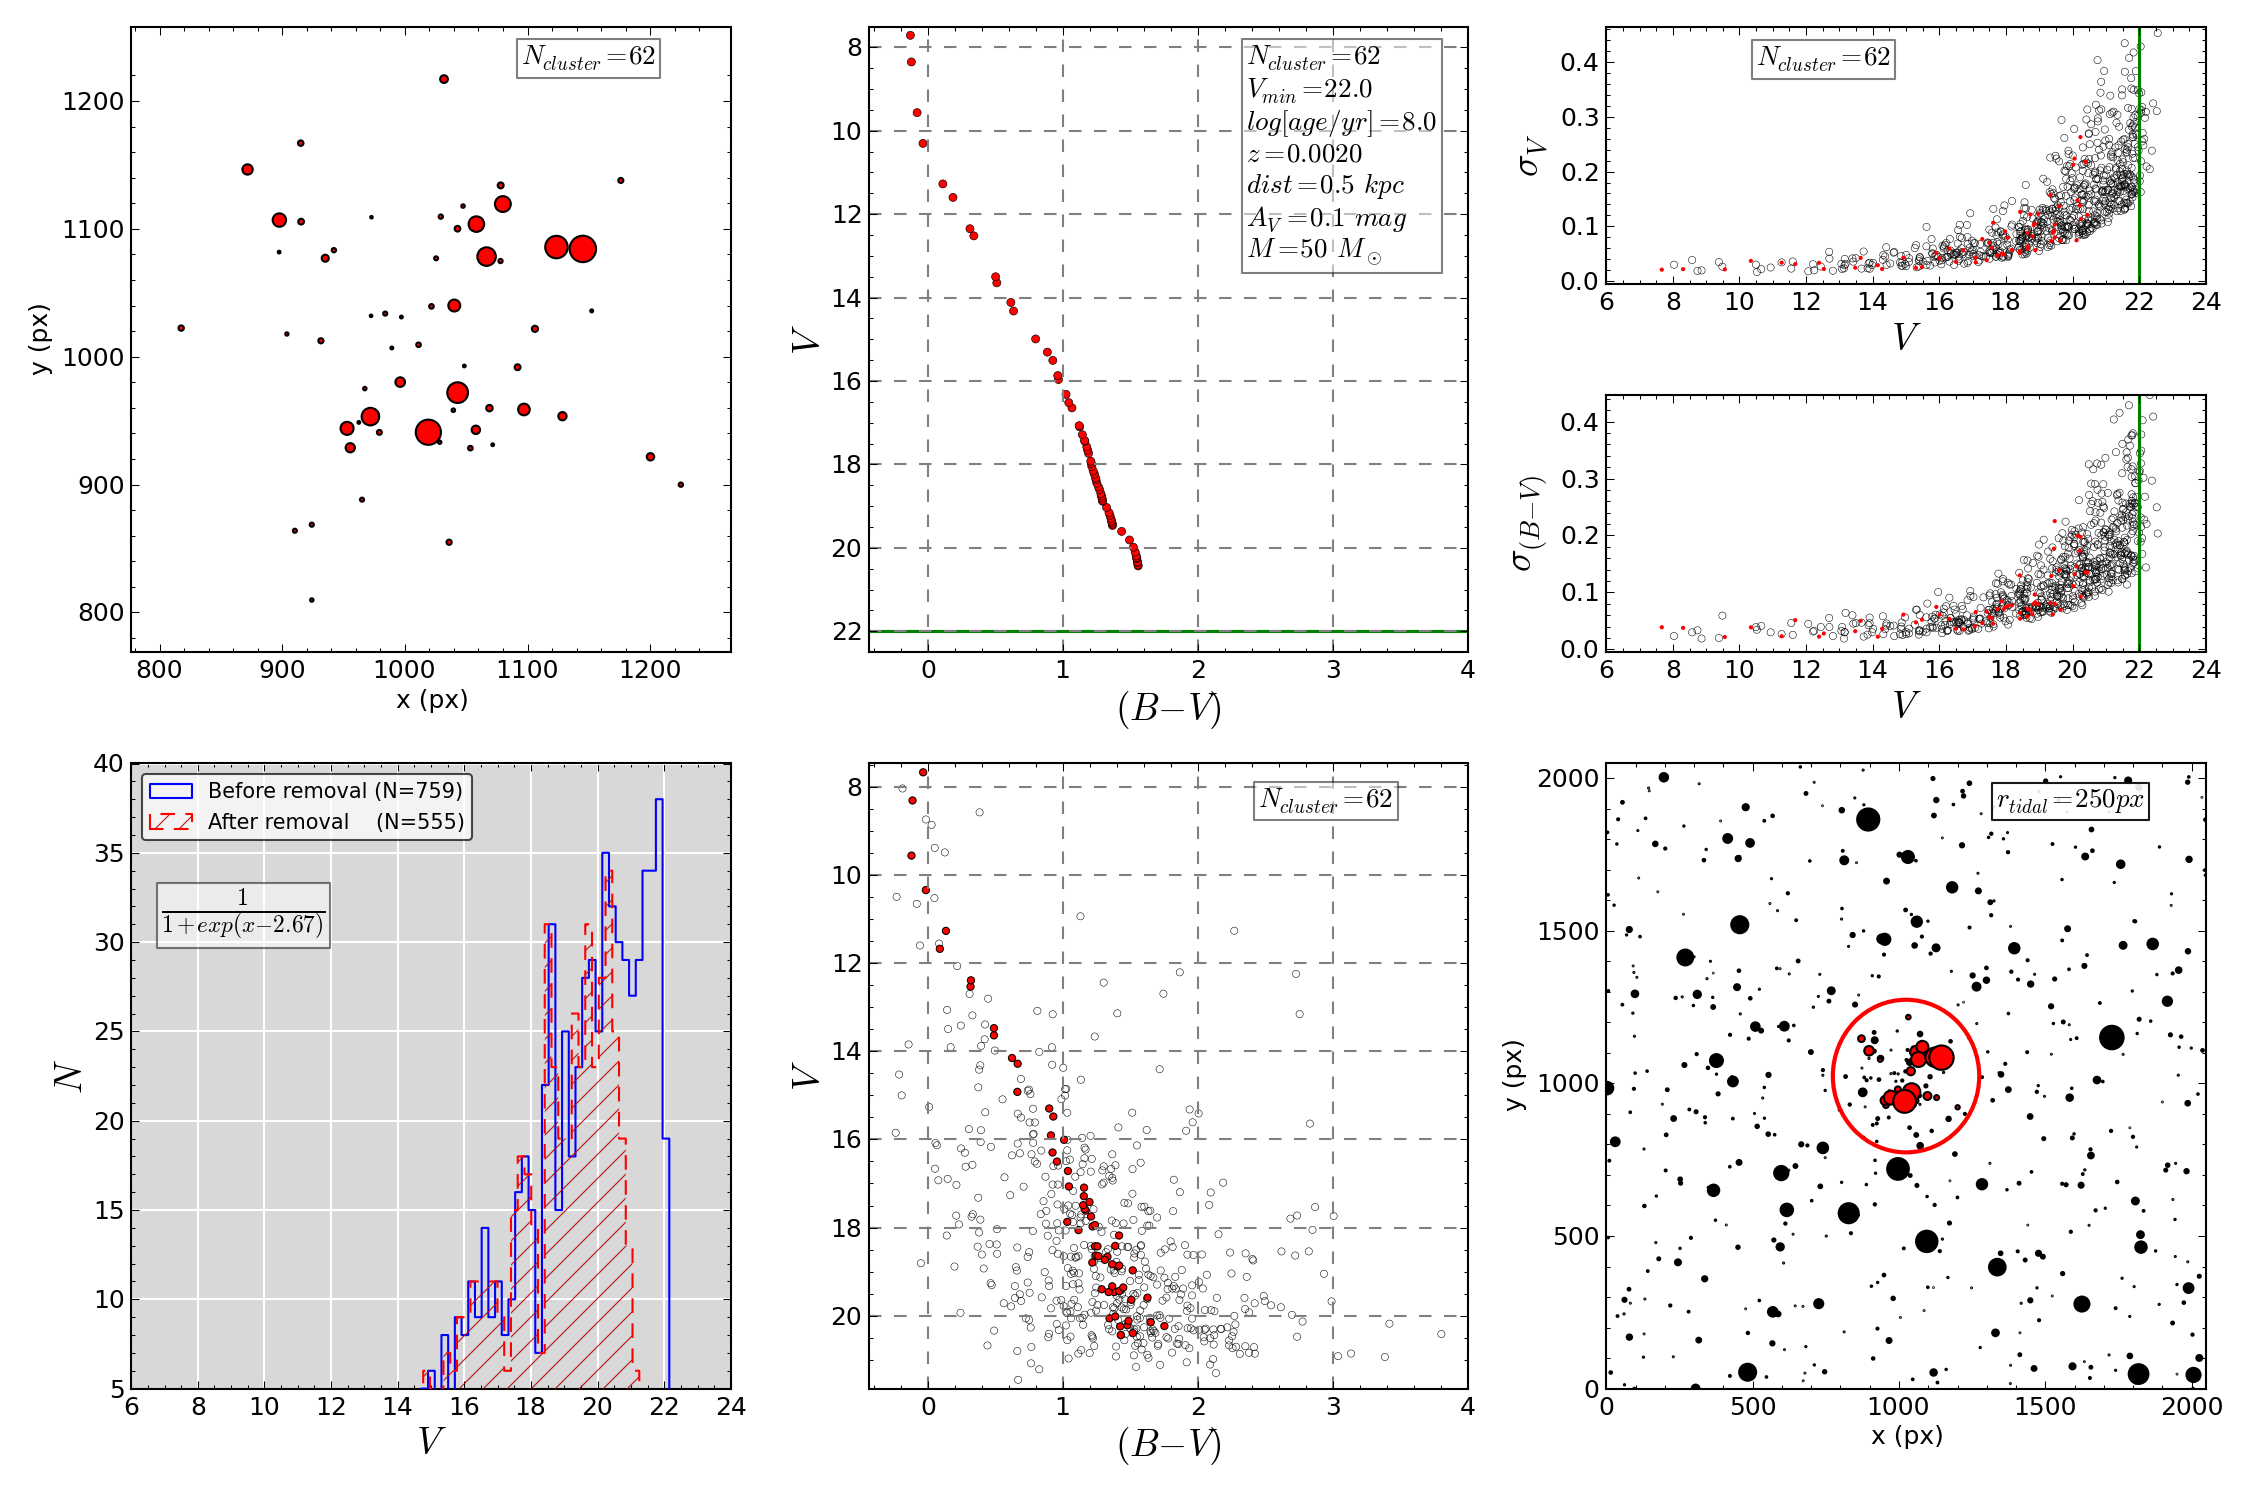 N_cluster=62
1200
1100
1000
900
800
y (px)
800 900 1000 1100 1200
x (px)
N_cluster=62
V_min=22.0
log[age/yr]=8.0
z=0.0020
dist=0.5 kpc
A_V=0.1 mag
M=50 M_⊙
8
10
12
14
16
18
20
22
V
0 1 2 3 4
(B−V)
N_cluster=62
0.4
0.3
0.2
0.1
0.0
σ_V
6 8 10 12 14 16 18 20 22 24
V
0.4
0.3
0.2
0.1
0.0
σ_(B−V)
6 8 10 12 14 16 18 20 22 24
V
Before removal (N=759)
After removal (N=555)
1
1+exp(x−2.67)
40
35
30
25
20
15
10
5
N
6 8 10 12 14 16 18 20 22 24
V
N_cluster=62
8
10
12
14
16
18
20
V
0 1 2 3 4
(B−V)
r_tidal=250px
2000
1500
1000
500
0
y (px)
0 500 1000 1500 2000
x (px)